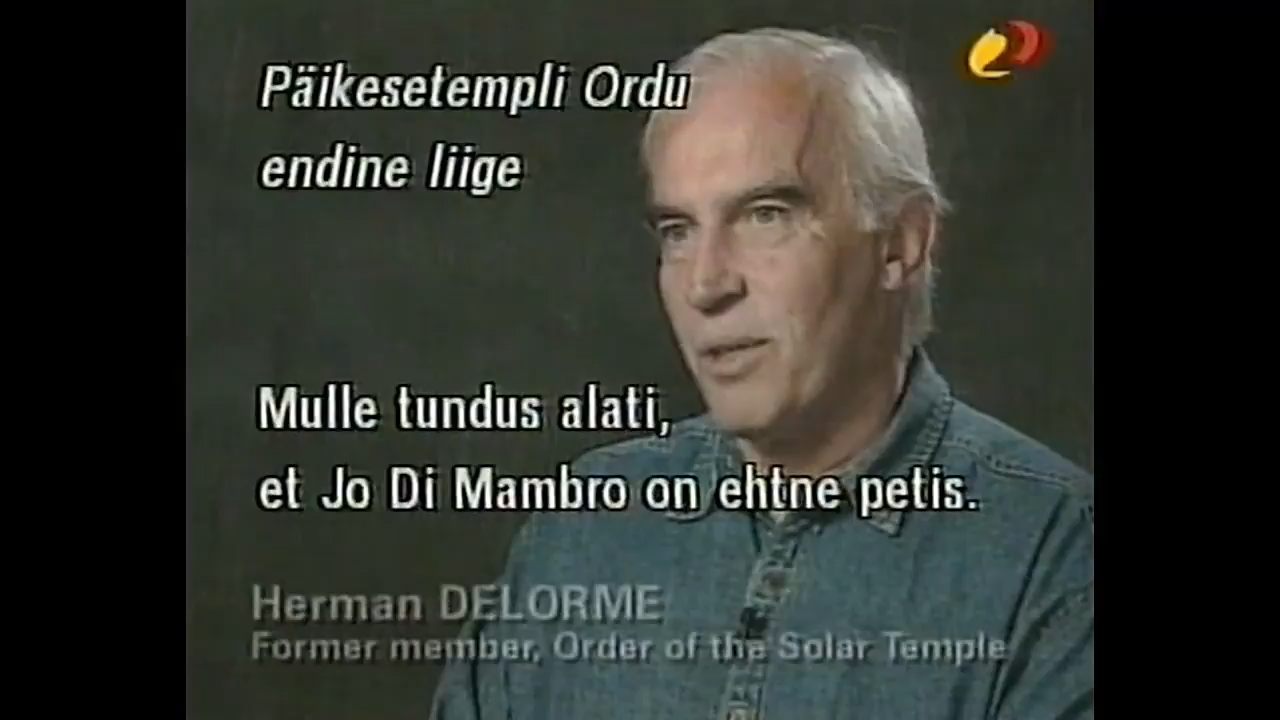 Päikesetempli Ordu
endine liige
Mulle tundus alati,
et Jo Di Mambro on ehtne petis.
Herman DELORME
Former member, Order of the Solar Temple